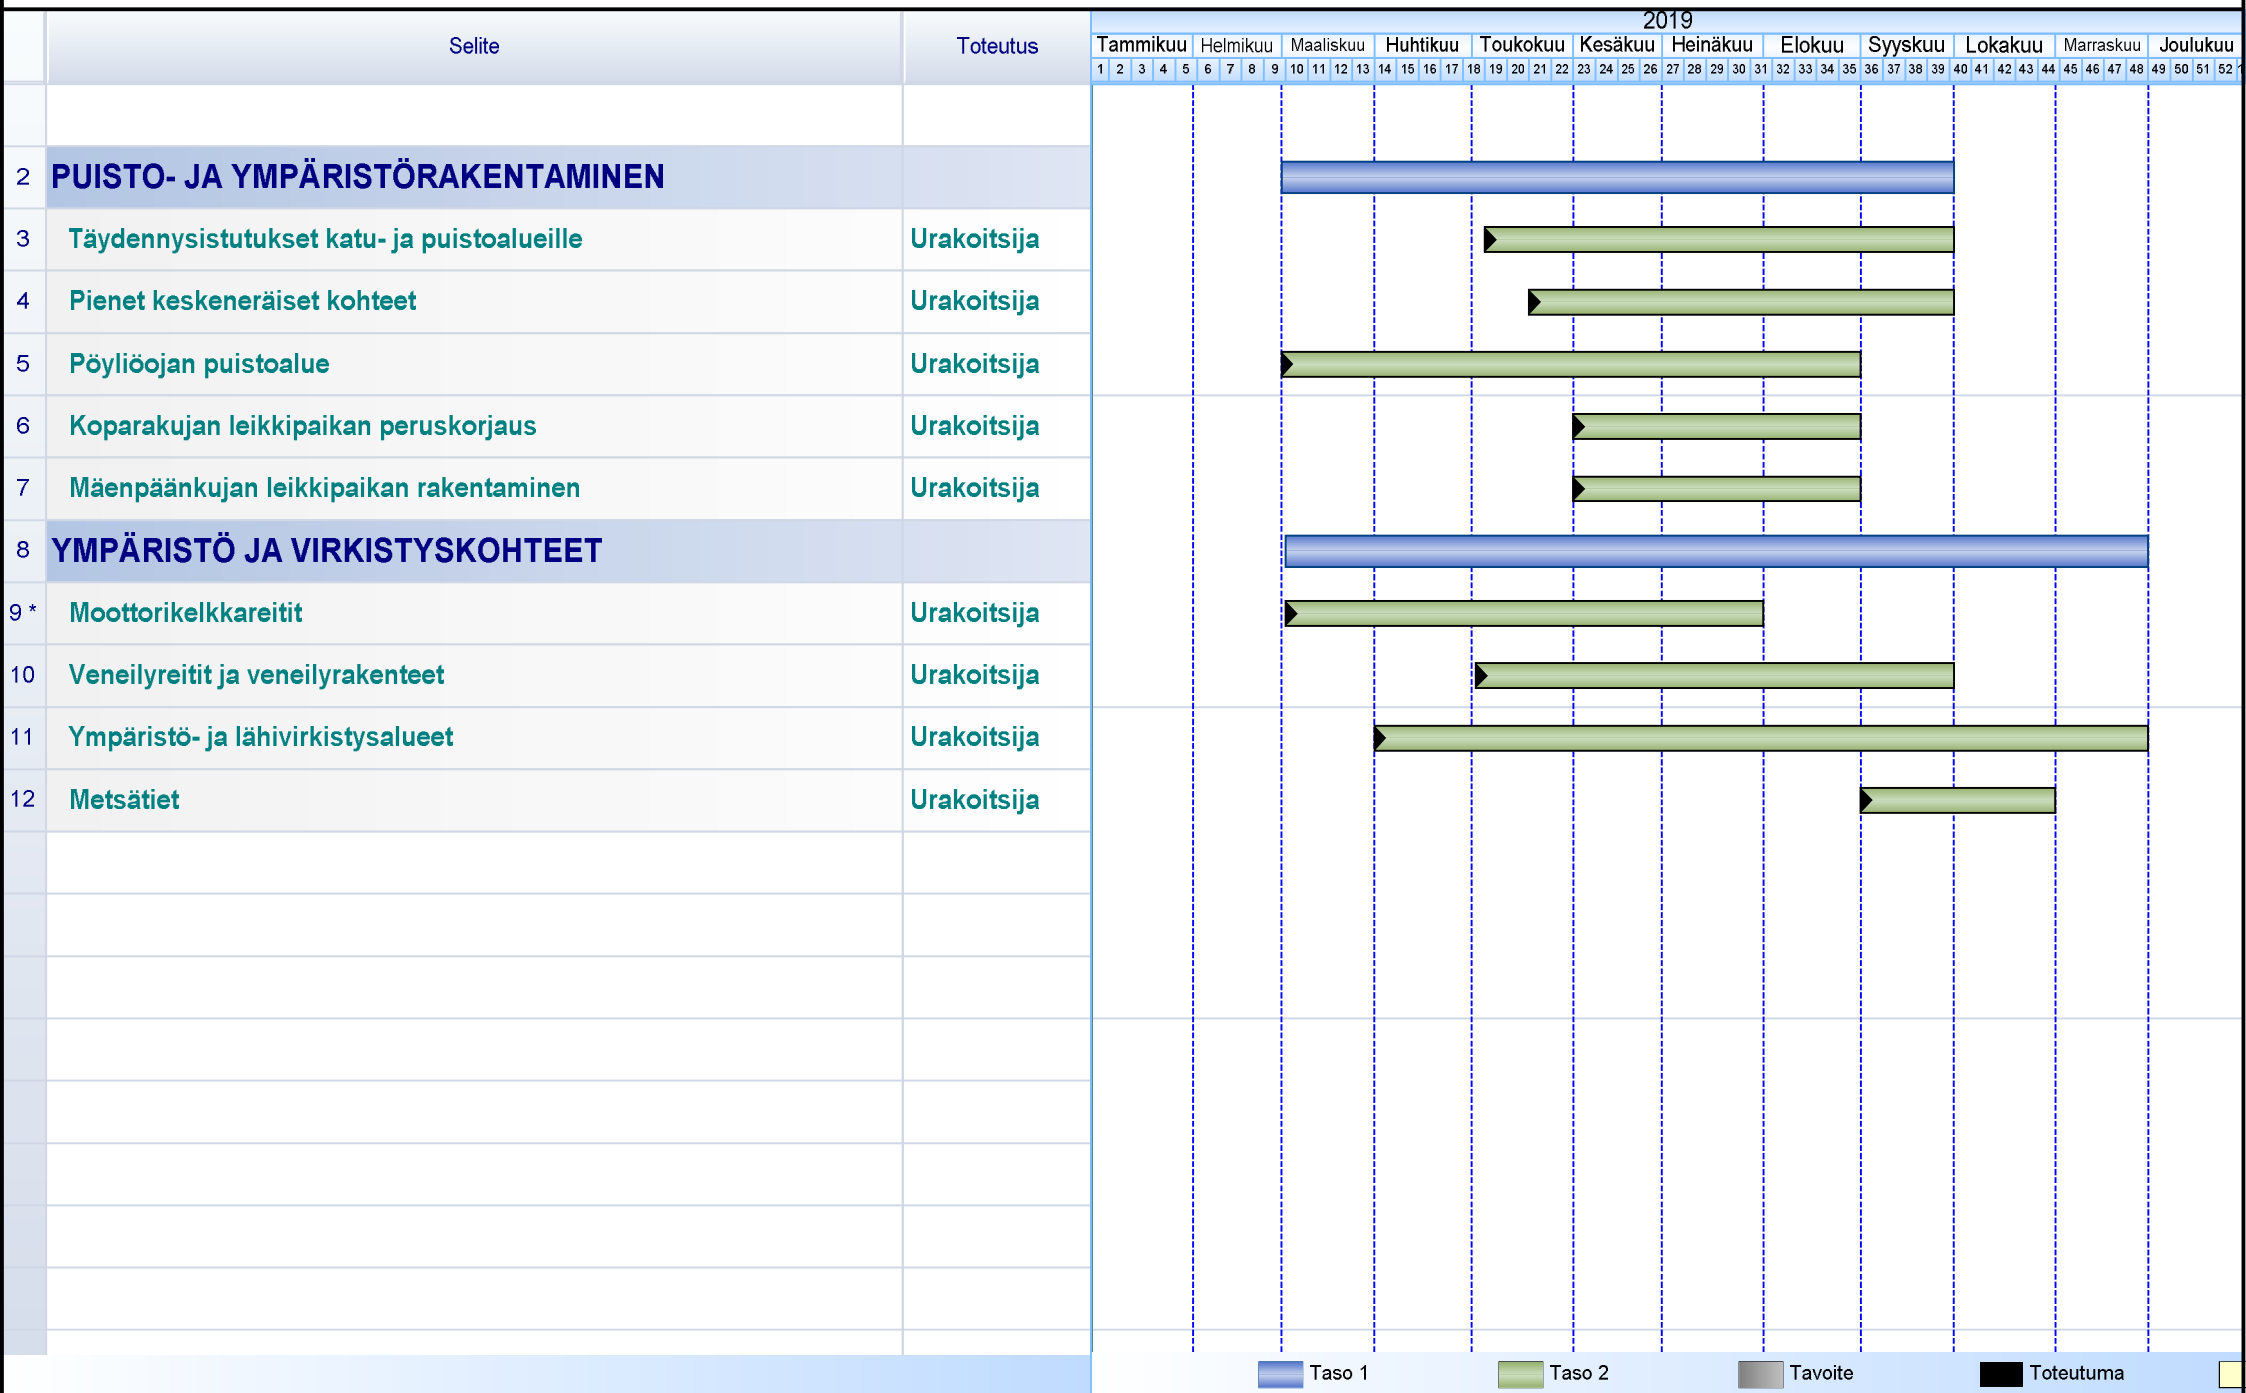 2019
Selite Toteutus Tammikuu Helmikuu Maaliskuu Huhtikuu Toukokuu Kesäkuu Heinäkuu Elokuu Syyskuu Lokakuu Marraskuu Joulukuu
1 2 3 4 5 6 7 8 9 10 11 12 13 14 15 16 17 18 19 20 21 22 23 24 25 26 27 28 29 30 31 32 33 34 35 36 37 38 39 40 41 42 43 44 45 46 47 48 49 50 51 52
2 PUISTO- JA YMPÄRISTÖRAKENTAMINEN
3 Täydennysistutukset katu- ja puistoalueille Urakoitsija
4 Pienet keskeneräiset kohteet Urakoitsija
5 Pöyliöojan puistoalue Urakoitsija
6 Koparakujan leikkipaikan peruskorjaus Urakoitsija
7 Mäenpäänkujan leikkipaikan rakentaminen Urakoitsija
8 YMPÄRISTÖ JA VIRKISTYSKOHTEET
9 * Moottorikelkkareitit Urakoitsija
10 Veneilyreitit ja veneilyrakenteet Urakoitsija
11 Ympäristö- ja lähivirkistysalueet Urakoitsija
12 Metsätiet Urakoitsija
Taso 1 Taso 2 Tavoite Toteutuma